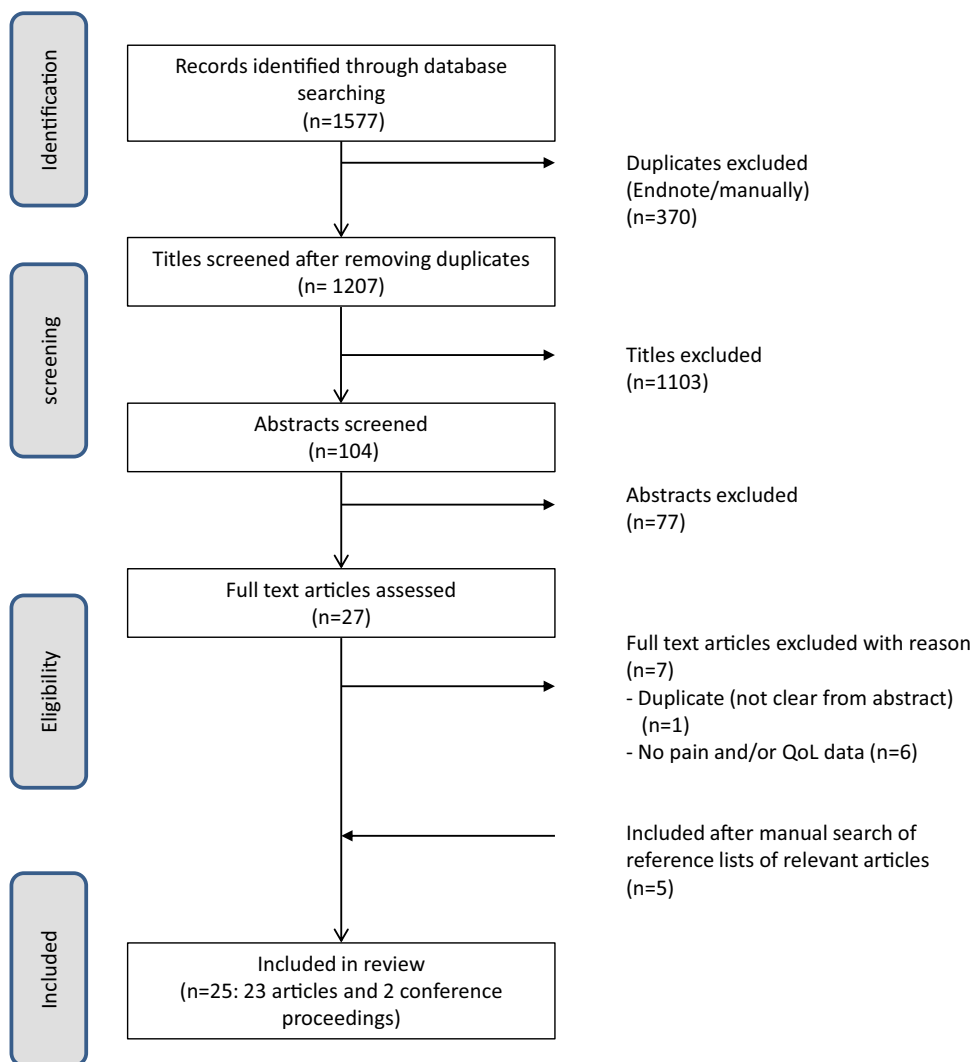 Identification
Records identified through database
searching
(n=1577)
Duplicates excluded
(Endnote/manually)
(n=370)
screening
Titles screened after removing duplicates
(n= 1207)
Titles excluded
(n=1103)
Abstracts screened
(n=104)
Abstracts excluded
(n=77)
Eligibility
Full text articles assessed
(n=27)
Full text articles excluded with reason
(n=7)
- Duplicate (not clear from abstract)
(n=1)
- No pain and/or QoL data (n=6)
Included after manual search of
reference lists of relevant articles
(n=5)
Included
Included in review
(n=25: 23 articles and 2 conference
proceedings)